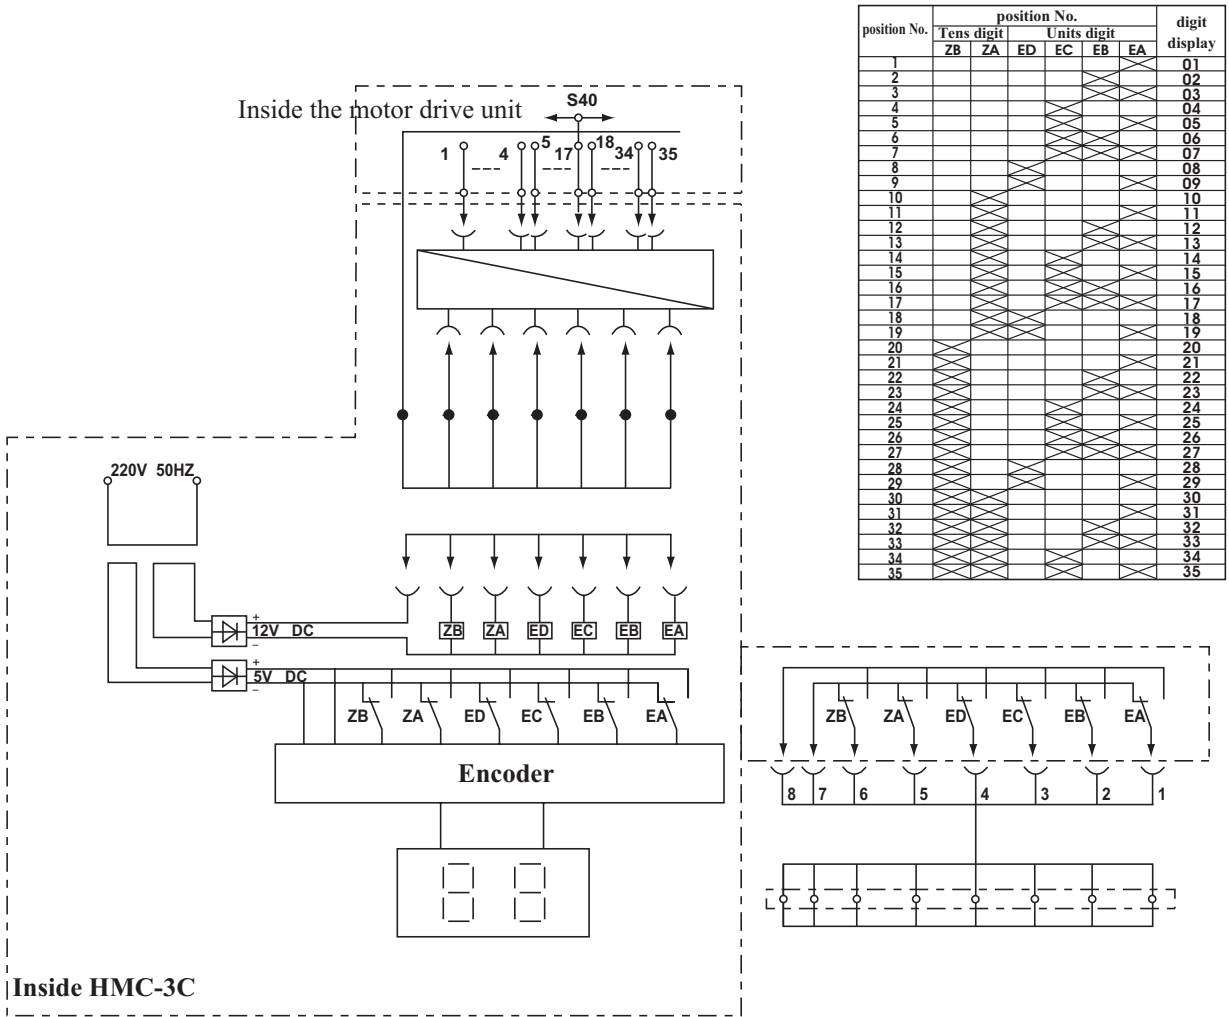 position No.
position No.
digit display
Tens digit Units digit
ZB ZA ED EC EB EA
1 01
2 02
3 03
4 04
5 05
6 06
7 07
8 08
9 09
10 10
11 11
12 12
13 13
14 14
15 15
16 16
17 17
18 18
19 19
20 20
21 21
22 22
23 23
24 24
25 25
26 26
27 27
28 28
29 29
30 30
31 31
32 32
33 33
34 34
35 35
Inside the motor drive unit
S40
1 4 5 17 18 34 35
220V 50HZ
+
12V DC
–
ZB ZA ED EC EB EA
+
5V DC
–
ZB ZA ED EC EB EA
Encoder
ZB ZA ED EC EB EA
8 7 6 5 4 3 2 1
Inside HMC-3C